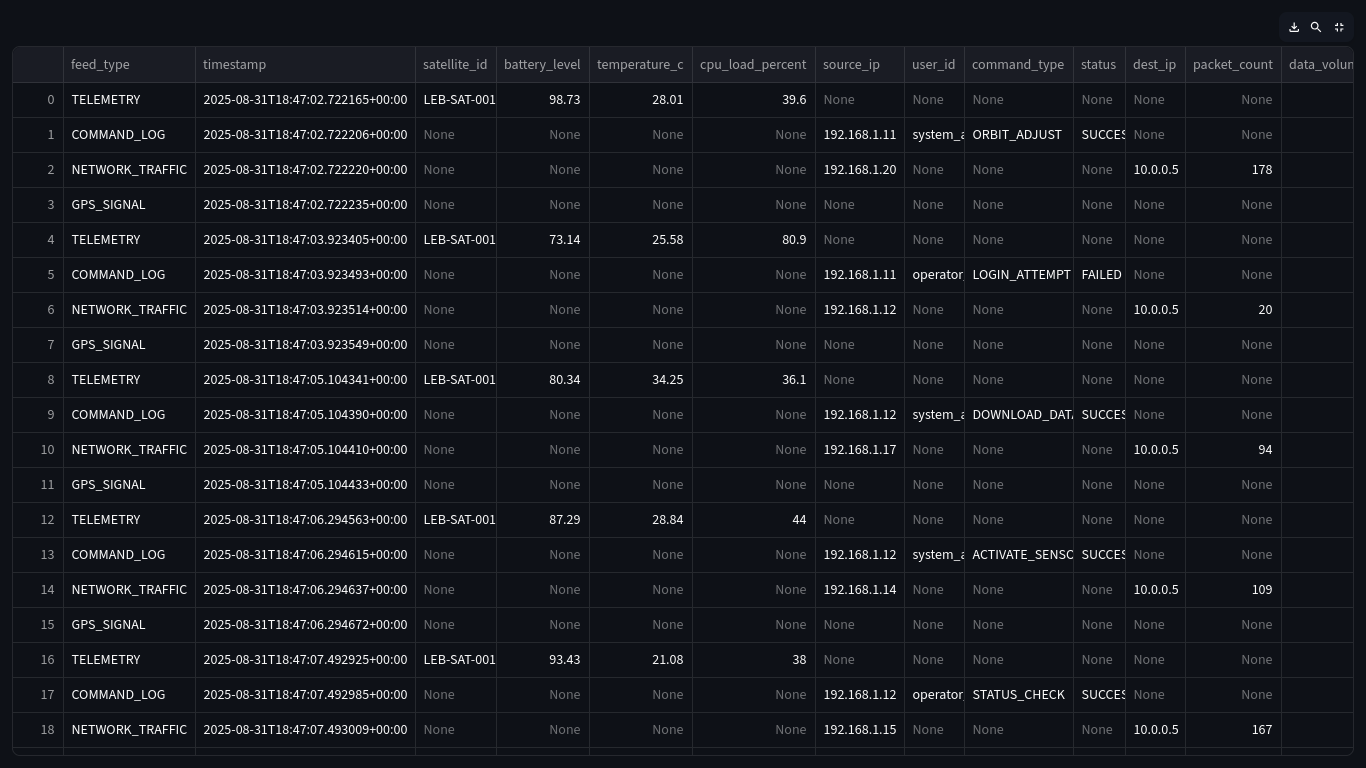 feed_type timestamp satellite_id battery_level temperature_c cpu_load_percent source_ip user_id command_type status dest_ip packet_count data_volun
0 TELEMETRY 2025-08-31T18:47:02.722165+00:00 LEB-SAT-001 98.73 28.01 39.6 None None None None None None
1 COMMAND_LOG 2025-08-31T18:47:02.722206+00:00 None None None None 192.168.1.11 system_a ORBIT_ADJUST SUCCES None None
2 NETWORK_TRAFFIC 2025-08-31T18:47:02.722220+00:00 None None None None 192.168.1.20 None None None 10.0.0.5 178
3 GPS_SIGNAL 2025-08-31T18:47:02.722235+00:00 None None None None None None None None None None
4 TELEMETRY 2025-08-31T18:47:03.923405+00:00 LEB-SAT-001 73.14 25.58 80.9 None None None None None None
5 COMMAND_LOG 2025-08-31T18:47:03.923493+00:00 None None None None 192.168.1.11 operator_ LOGIN_ATTEMPT FAILED None None
6 NETWORK_TRAFFIC 2025-08-31T18:47:03.923514+00:00 None None None None 192.168.1.12 None None None 10.0.0.5 20
7 GPS_SIGNAL 2025-08-31T18:47:03.923549+00:00 None None None None None None None None None None
8 TELEMETRY 2025-08-31T18:47:05.104341+00:00 LEB-SAT-001 80.34 34.25 36.1 None None None None None None
9 COMMAND_LOG 2025-08-31T18:47:05.104390+00:00 None None None None 192.168.1.12 system_a DOWNLOAD_DATA SUCCES None None
10 NETWORK_TRAFFIC 2025-08-31T18:47:05.104410+00:00 None None None None 192.168.1.17 None None None 10.0.0.5 94
11 GPS_SIGNAL 2025-08-31T18:47:05.104433+00:00 None None None None None None None None None None
12 TELEMETRY 2025-08-31T18:47:06.294563+00:00 LEB-SAT-001 87.29 28.84 44 None None None None None None
13 COMMAND_LOG 2025-08-31T18:47:06.294615+00:00 None None None None 192.168.1.12 system_a ACTIVATE_SENSO SUCCES None None
14 NETWORK_TRAFFIC 2025-08-31T18:47:06.294637+00:00 None None None None 192.168.1.14 None None None 10.0.0.5 109
15 GPS_SIGNAL 2025-08-31T18:47:06.294672+00:00 None None None None None None None None None None
16 TELEMETRY 2025-08-31T18:47:07.492925+00:00 LEB-SAT-001 93.43 21.08 38 None None None None None None
17 COMMAND_LOG 2025-08-31T18:47:07.492985+00:00 None None None None 192.168.1.12 operator_ STATUS_CHECK SUCCES None None
18 NETWORK_TRAFFIC 2025-08-31T18:47:07.493009+00:00 None None None None 192.168.1.15 None None None 10.0.0.5 167